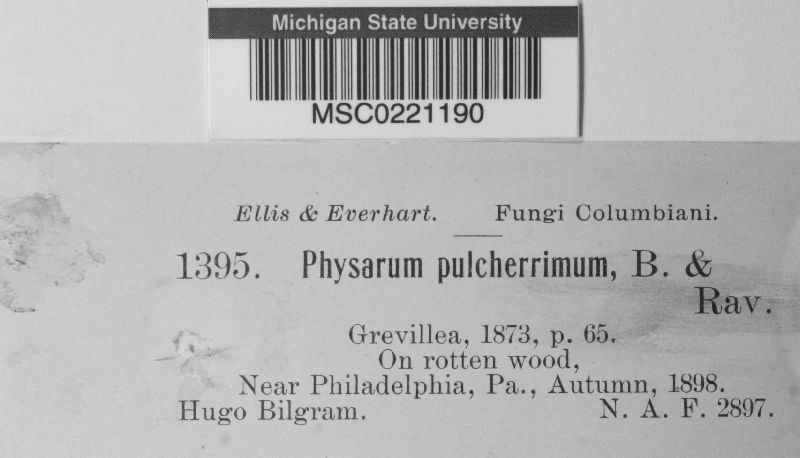 Michigan State University
MSC0221190
Ellis & Everhart. Fungi Columbiani.
1395. Physarum pulcherrimum, B. &
Rav.
Grevillea, 1873, p. 65.
On rotten wood,
Near Philadelphia, Pa., Autumn, 1898.
Hugo Bilgram. N. A. F. 2897.